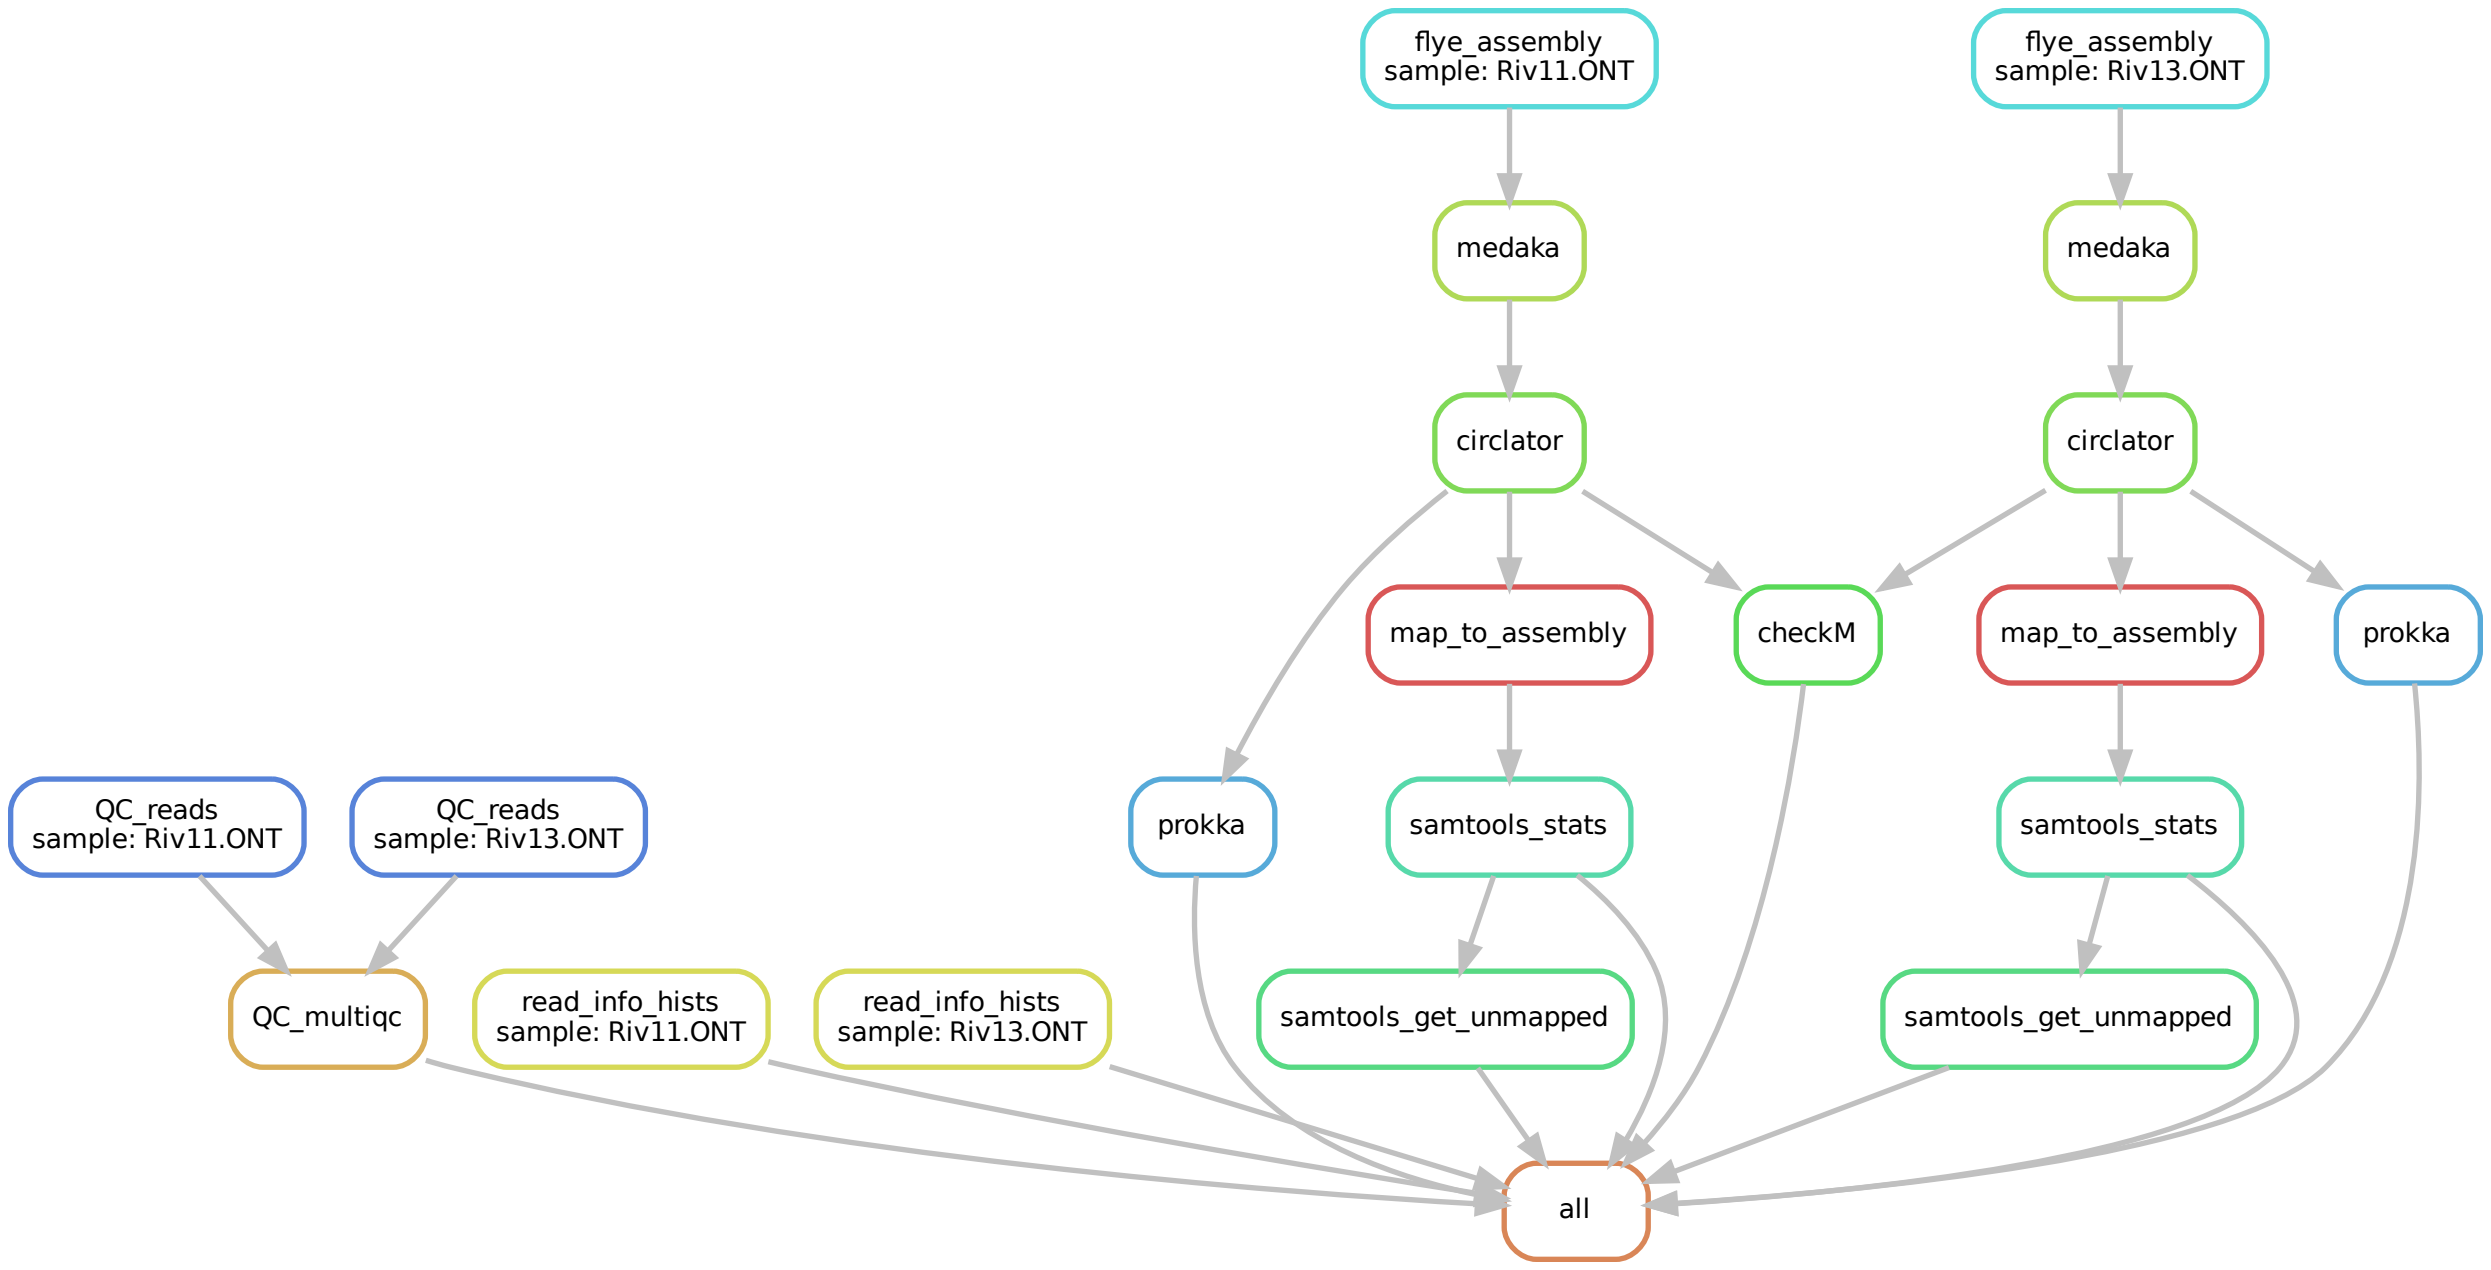 flye_assembly
sample: Riv11.ONT
flye_assembly
sample: Riv13.ONT
medaka
medaka
circlator
circlator
map_to_assembly
checkM
map_to_assembly
prokka
QC_reads
sample: Riv11.ONT
QC_reads
sample: Riv13.ONT
prokka
samtools_stats
samtools_stats
QC_multiqc
read_info_hists
sample: Riv11.ONT
read_info_hists
sample: Riv13.ONT
samtools_get_unmapped
samtools_get_unmapped
all